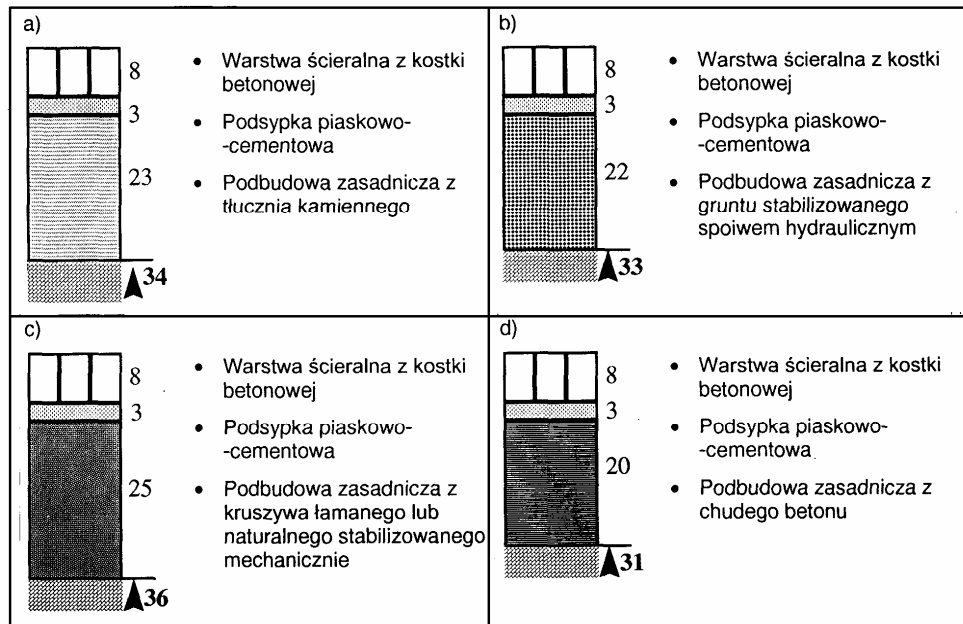 a)
8
3
23
34
• Warstwa ścieralna z kostki
betonowej
• Podsypka piaskowo-
-cementowa
• Podbudowa zasadnicza z
tłucznia kamiennego
b)
8
3
22
33
• Warstwa ścieralna z kostki
betonowej
• Podsypka piaskowo-
-cementowa
• Podbudowa zasadnicza z
gruntu stabilizowanego
spoiwem hydraulicznym
c)
8
3
25
36
• Warstwa ścieralna z kostki
betonowej
• Podsypka piaskowo-
-cementowa
• Podbudowa zasadnicza z
kruszywa łamanego lub
naturalnego stabilizowanego
mechanicznie
d)
8
3
20
31
• Warstwa ścieralna z kostki
betonowej
• Podsypka piaskowo-
-cementowa
• Podbudowa zasadnicza z
chudego betonu